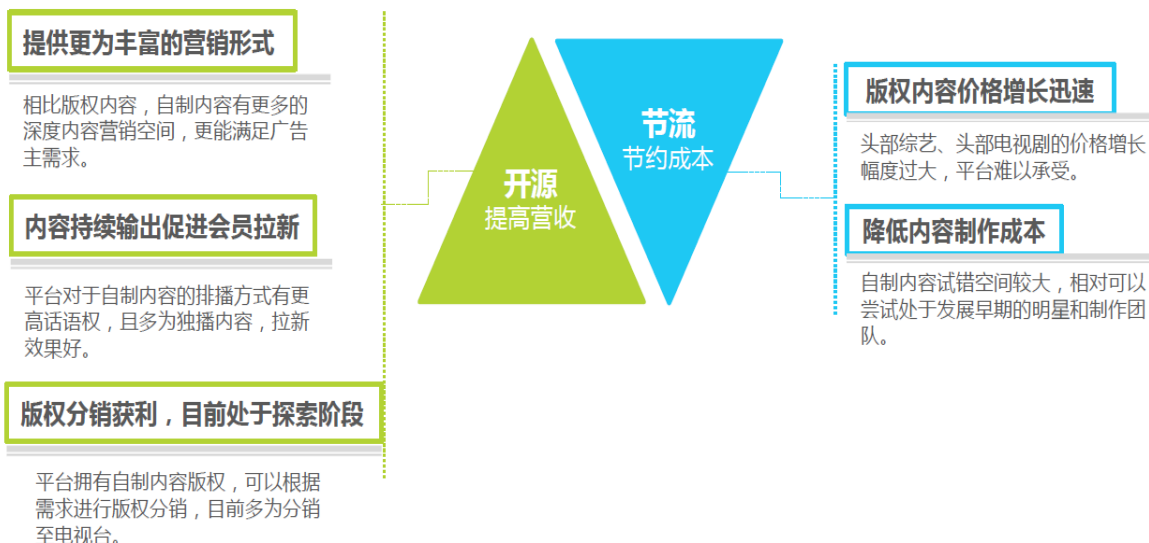 提供更为丰富的营销形式
相比版权内容，自制内容有更多的
深度内容营销空间，更能满足广告
主需求。
内容持续输出促进会员拉新
平台对于自制内容的排播方式有更
高话语权，且多为独播内容，拉新
效果好。
版权分销获利，目前处于探索阶段
平台拥有自制内容版权，可以根据
需求进行版权分销，目前多为分销
至电视台。
开源
提高营收
节流
节约成本
版权内容价格增长迅速
头部综艺、头部电视剧的价格增长
幅度过大，平台难以承受。
降低内容制作成本
自制内容试错空间较大，相对可以
尝试处于发展早期的明星和制作团
队。